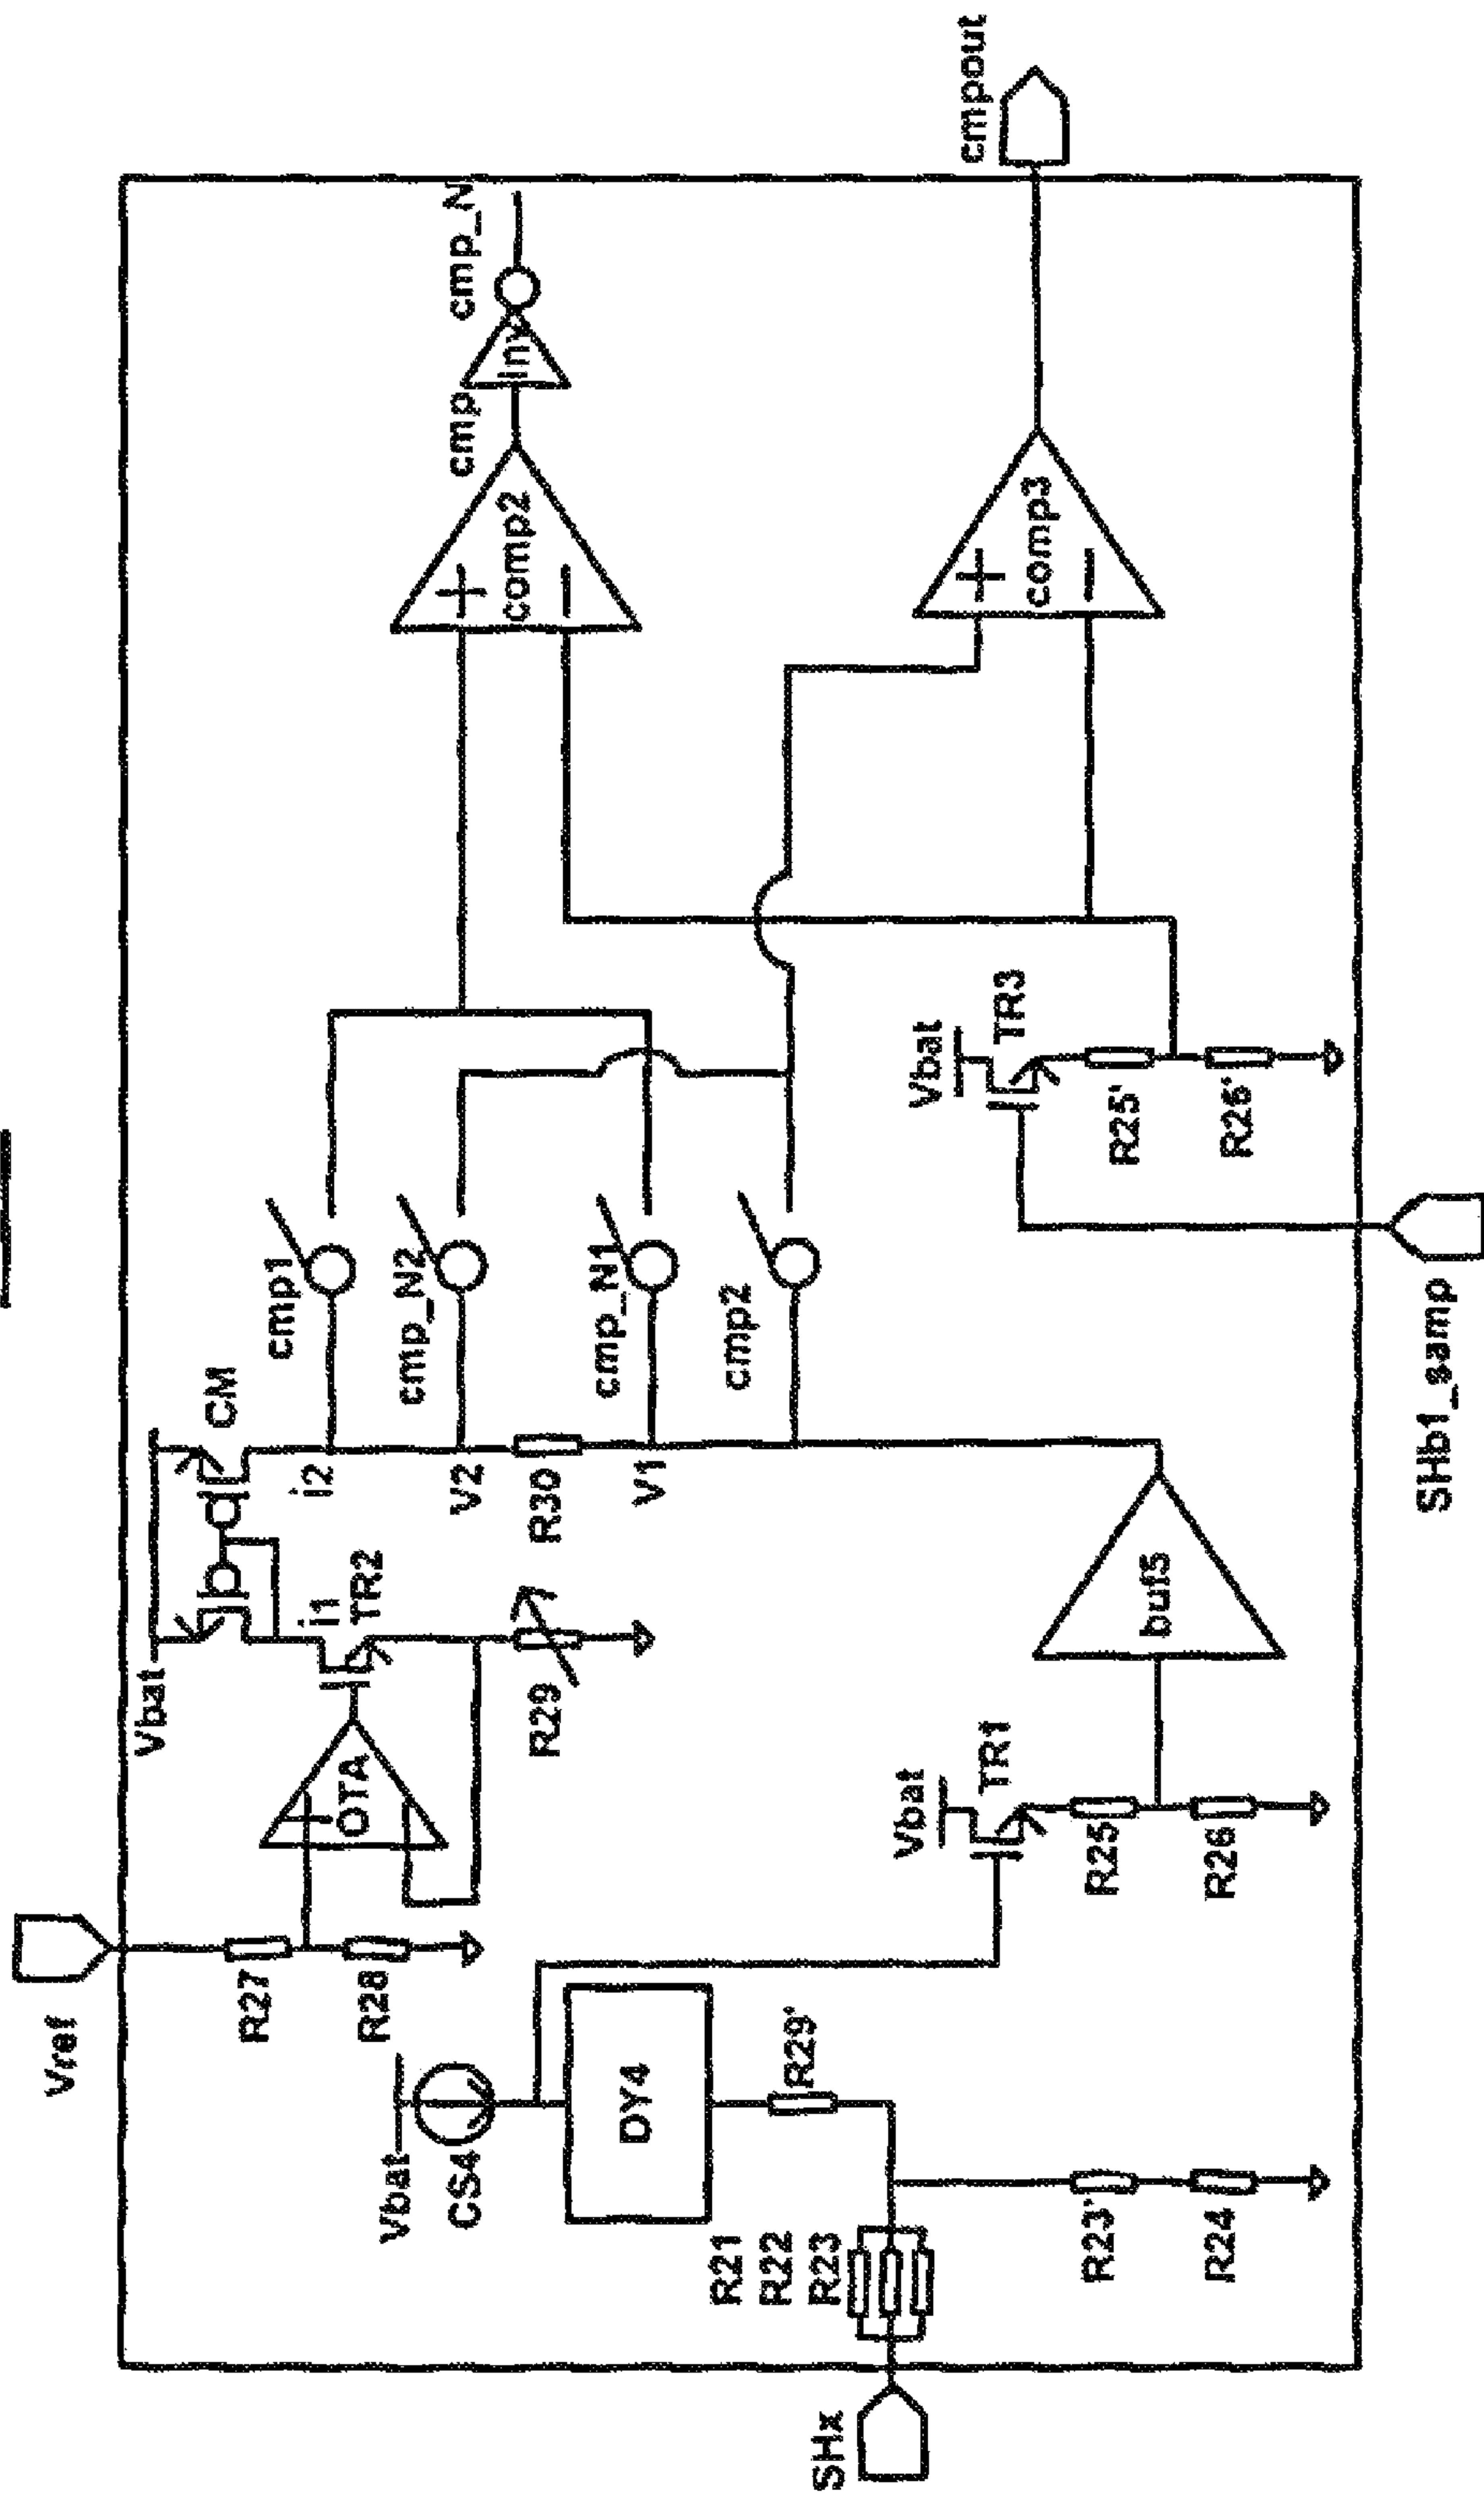 Vref
R27
R28
OTA
Vbat
i1
TR2
R29
CM
i2
V2
R30
V1
cmp1
cmp_N2
cmp_N1
cmp2
comp2
cmp
Inv
cmp_N
comp3
cmpout
Vbat
CS4
DY4
R29'
SHx
R21
R22
R23
R23'
R24
Vbat
TR1
R25
R26
buf5
Vbat
TR3
R25'
R26'
SHb1_samp